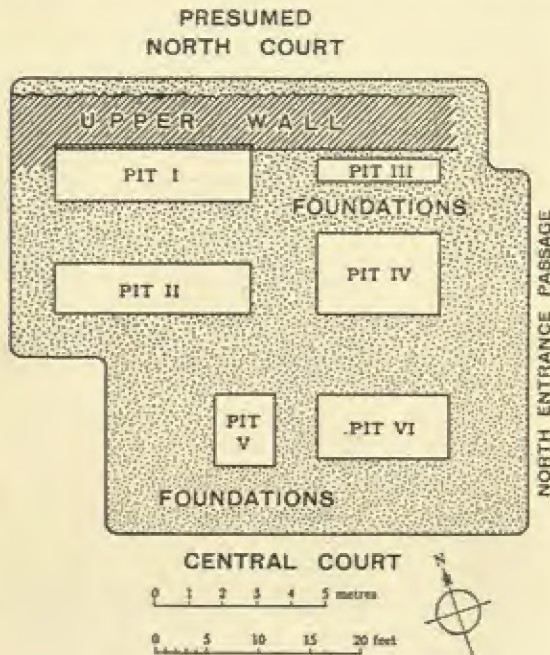 PRESUMED
NORTH COURT
UPPER WALL
PIT I
PIT III
FOUNDATIONS
PIT II
PIT IV
NORTH ENTRANCE PASSAGE
PIT
V
PIT VI
FOUNDATIONS
CENTRAL COURT
N
0 1 2 3 4 5 metres
0 5 10 15 20 feet